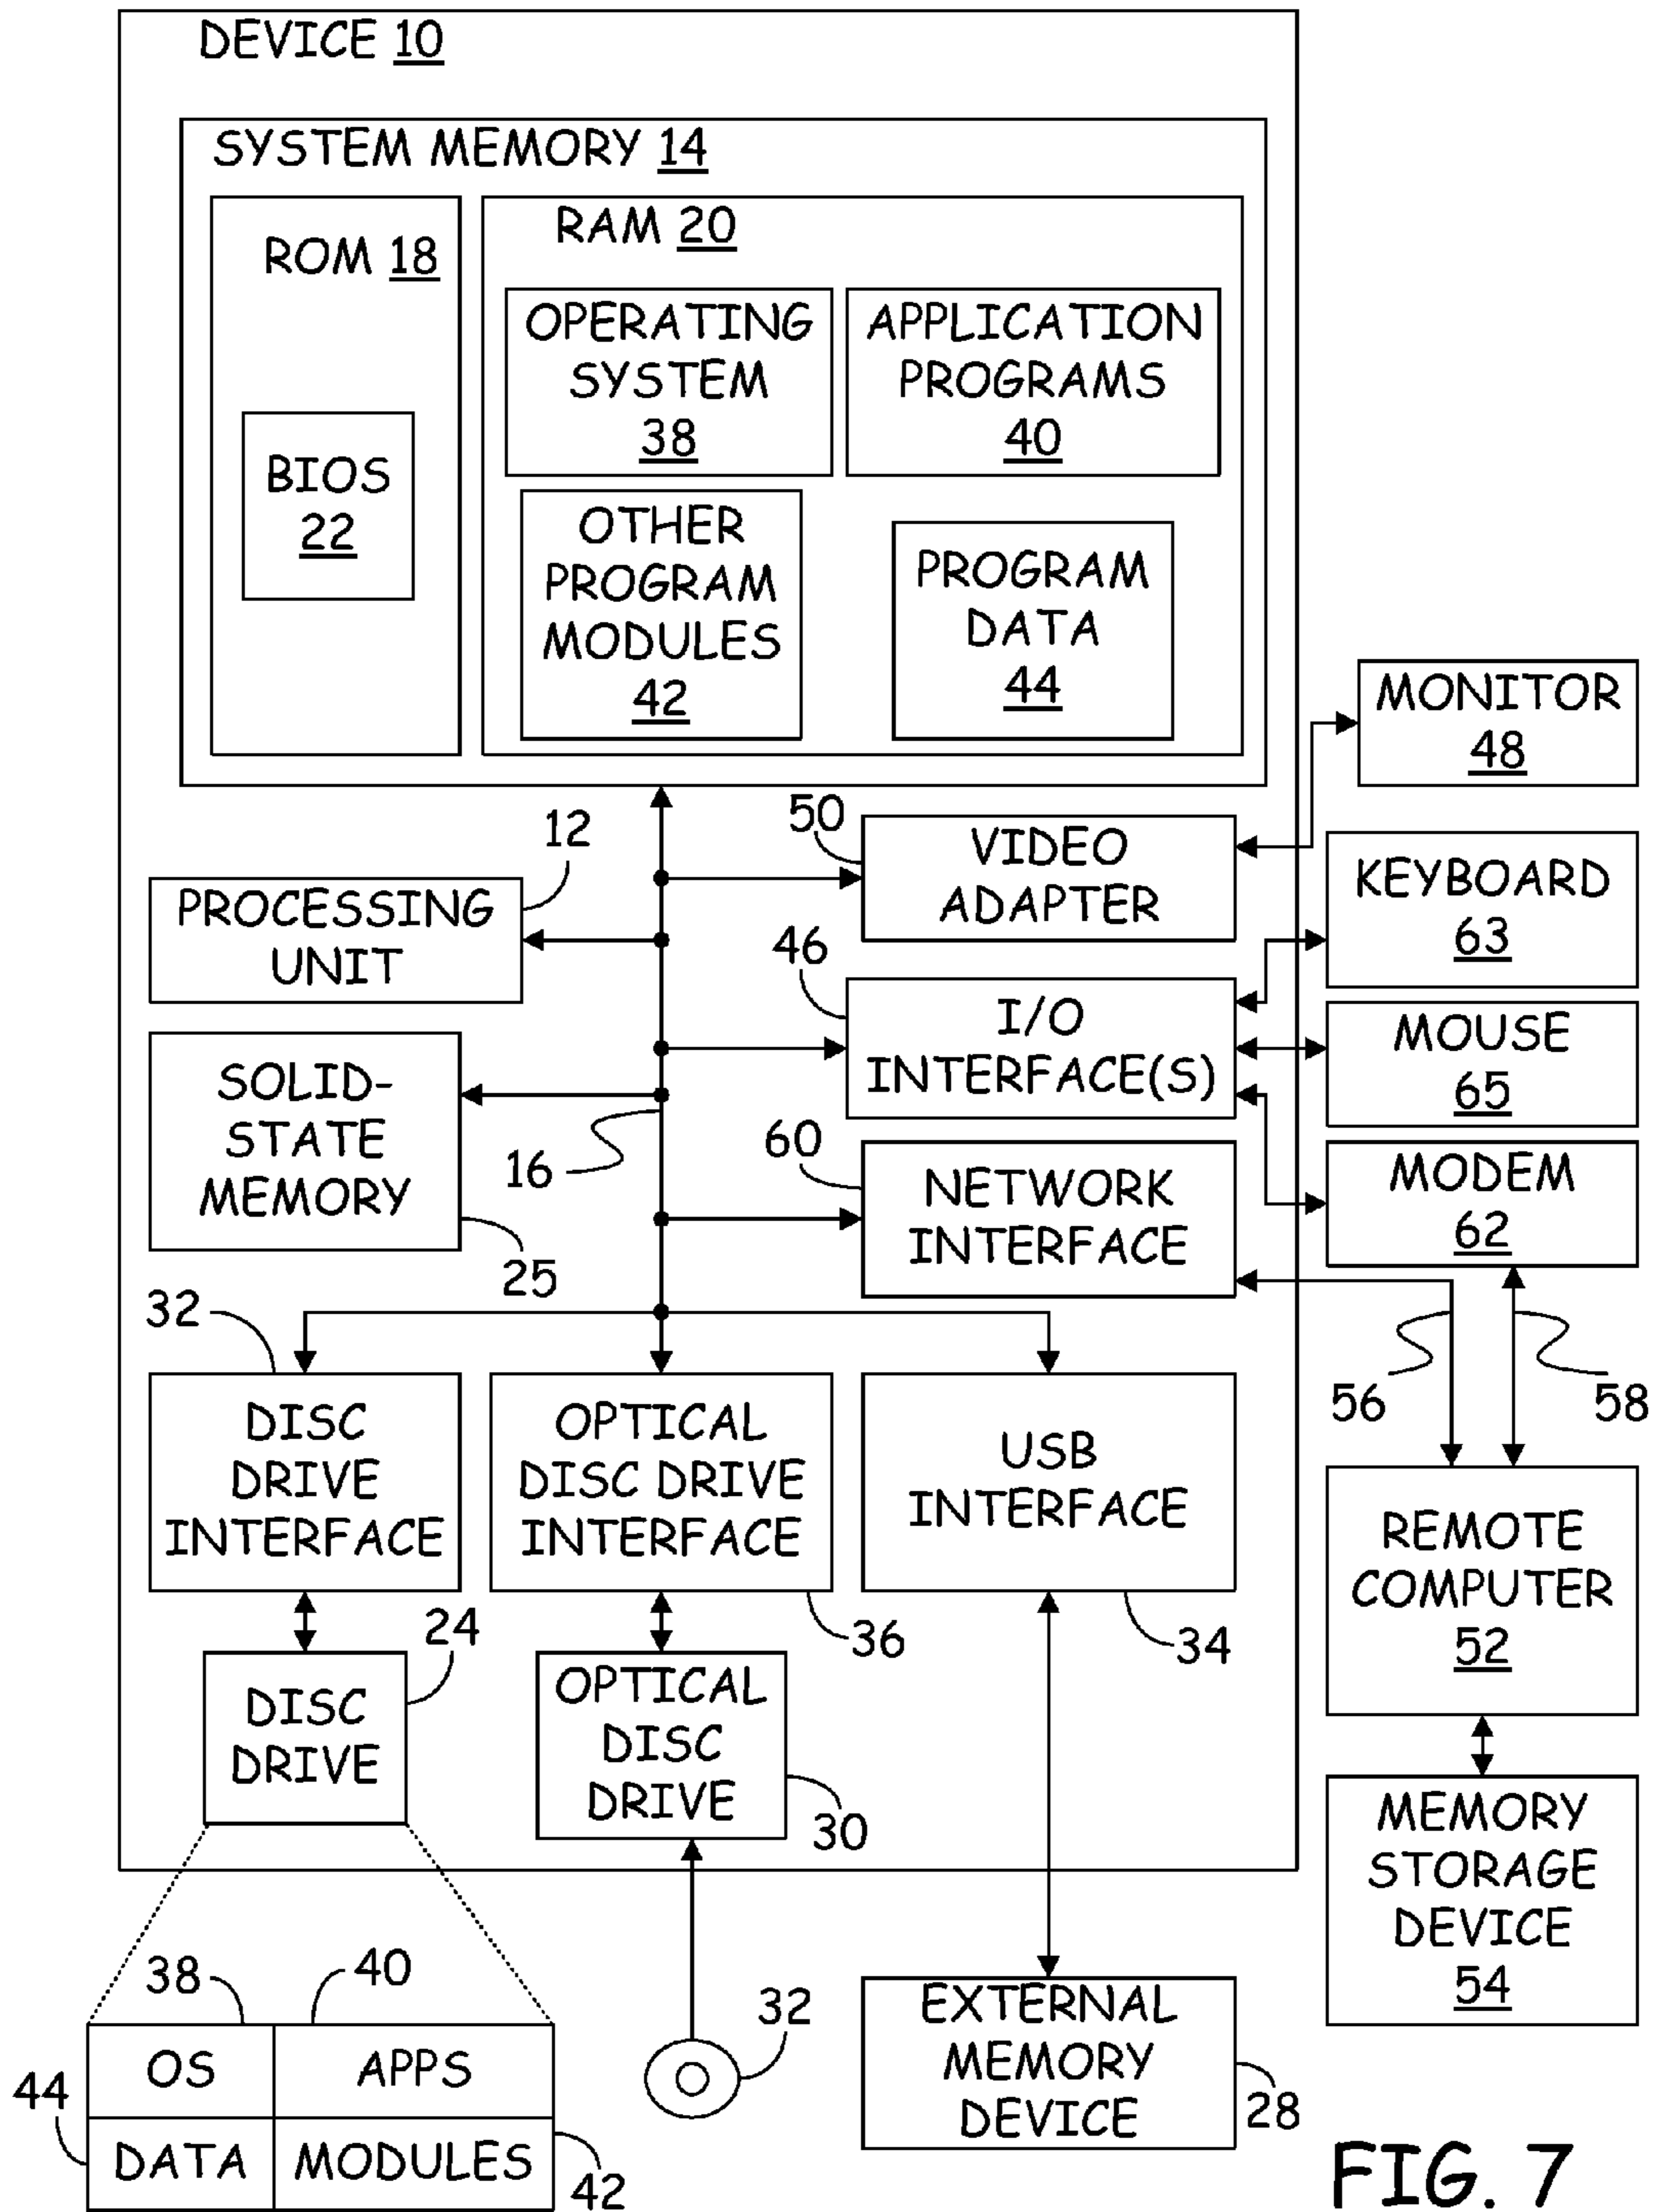 DEVICE 10
SYSTEM MEMORY 14
ROM 18
BIOS
22
RAM 20
OPERATING
SYSTEM
38
APPLICATION
PROGRAMS
40
OTHER
PROGRAM
MODULES
42
PROGRAM
DATA
44
MONITOR
48
12
PROCESSING
UNIT
50
VIDEO
ADAPTER
KEYBOARD
63
46
I/O
INTERFACE(S)
MOUSE
65
SOLID-
STATE
MEMORY
25
16
60
NETWORK
INTERFACE
MODEM
62
56
58
32
DISC
DRIVE
INTERFACE
OPTICAL
DISC DRIVE
INTERFACE
36
USB
INTERFACE
34
REMOTE
COMPUTER
52
24
DISC
DRIVE
OPTICAL
DISC
DRIVE
30
MEMORY
STORAGE
DEVICE
54
38
40
OS
APPS
44
DATA
MODULES
42
32
EXTERNAL
MEMORY
DEVICE
28
FIG. 7